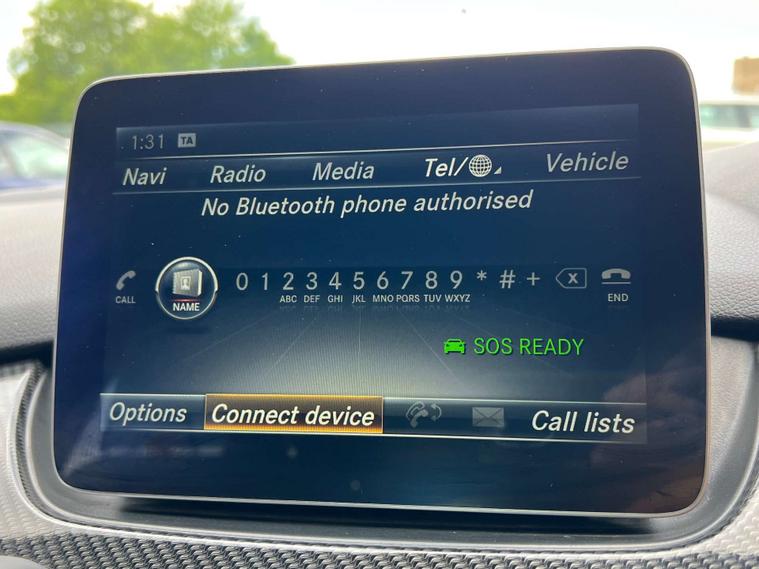 1:31 TA
Navi Radio Media Tel/ Vehicle
No Bluetooth phone authorised
0 1 2 3 4 5 6 7 8 9 * # +
CALL NAME ABC DEF GHI JKL MNO PQRS TUV WXYZ END
SOS READY
Options Connect device Call lists